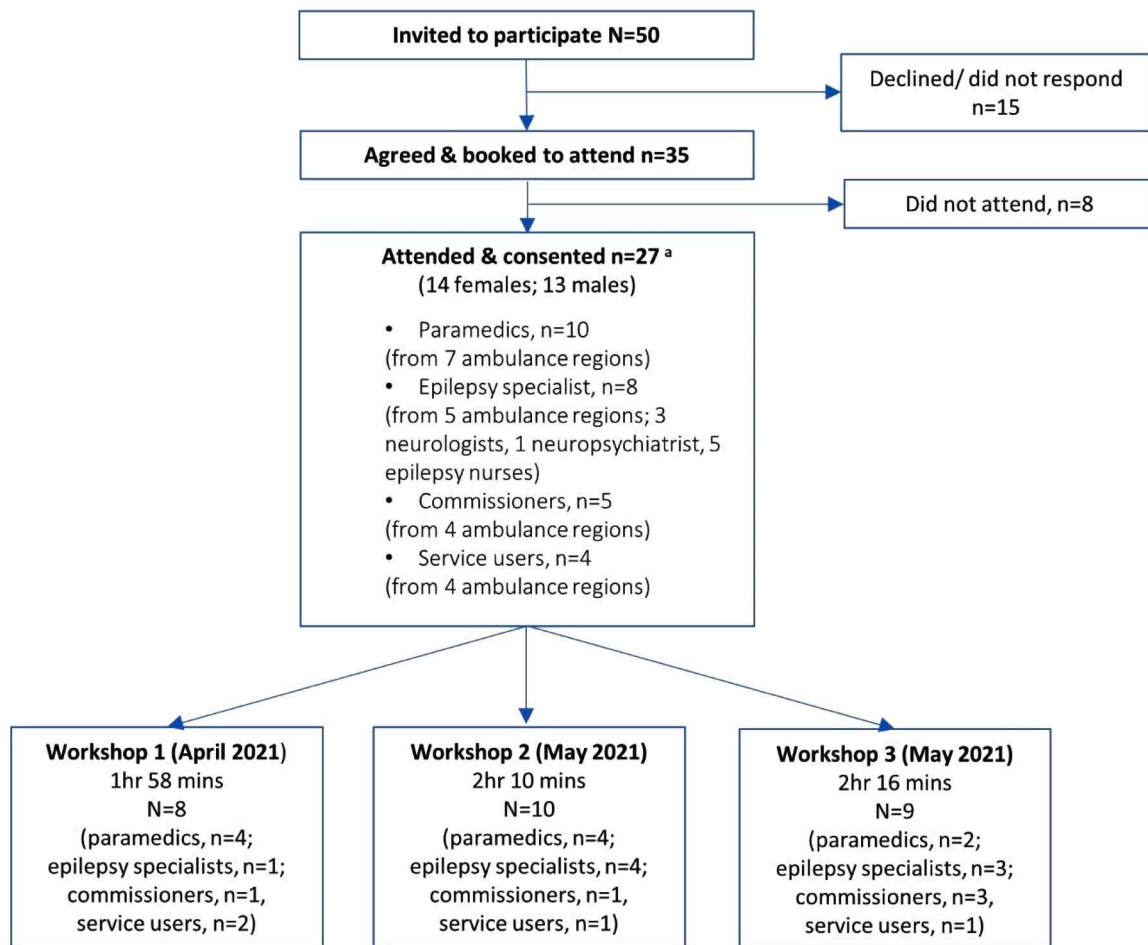 Invited to participate N=50
Declined/ did not respond
n=15
Agreed & booked to attend n=35
Did not attend, n=8
Attended & consented n=27 a
(14 females; 13 males)
• Paramedics, n=10
(from 7 ambulance regions)
• Epilepsy specialist, n=8
(from 5 ambulance regions; 3
neurologists, 1 neuropsychiatrist, 5
epilepsy nurses)
• Commissioners, n=5
(from 4 ambulance regions)
• Service users, n=4
(from 4 ambulance regions)
Workshop 1 (April 2021)
1hr 58 mins
N=8
(paramedics, n=4;
epilepsy specialists, n=1;
commissioners, n=1,
service users, n=2)
Workshop 2 (May 2021)
2hr 10 mins
N=10
(paramedics, n=4;
epilepsy specialists, n=4;
commissioners, n=1,
service users, n=1)
Workshop 3 (May 2021)
2hr 16 mins
N=9
(paramedics, n=2;
epilepsy specialists, n=3;
commissioners, n=3,
service users, n=1)